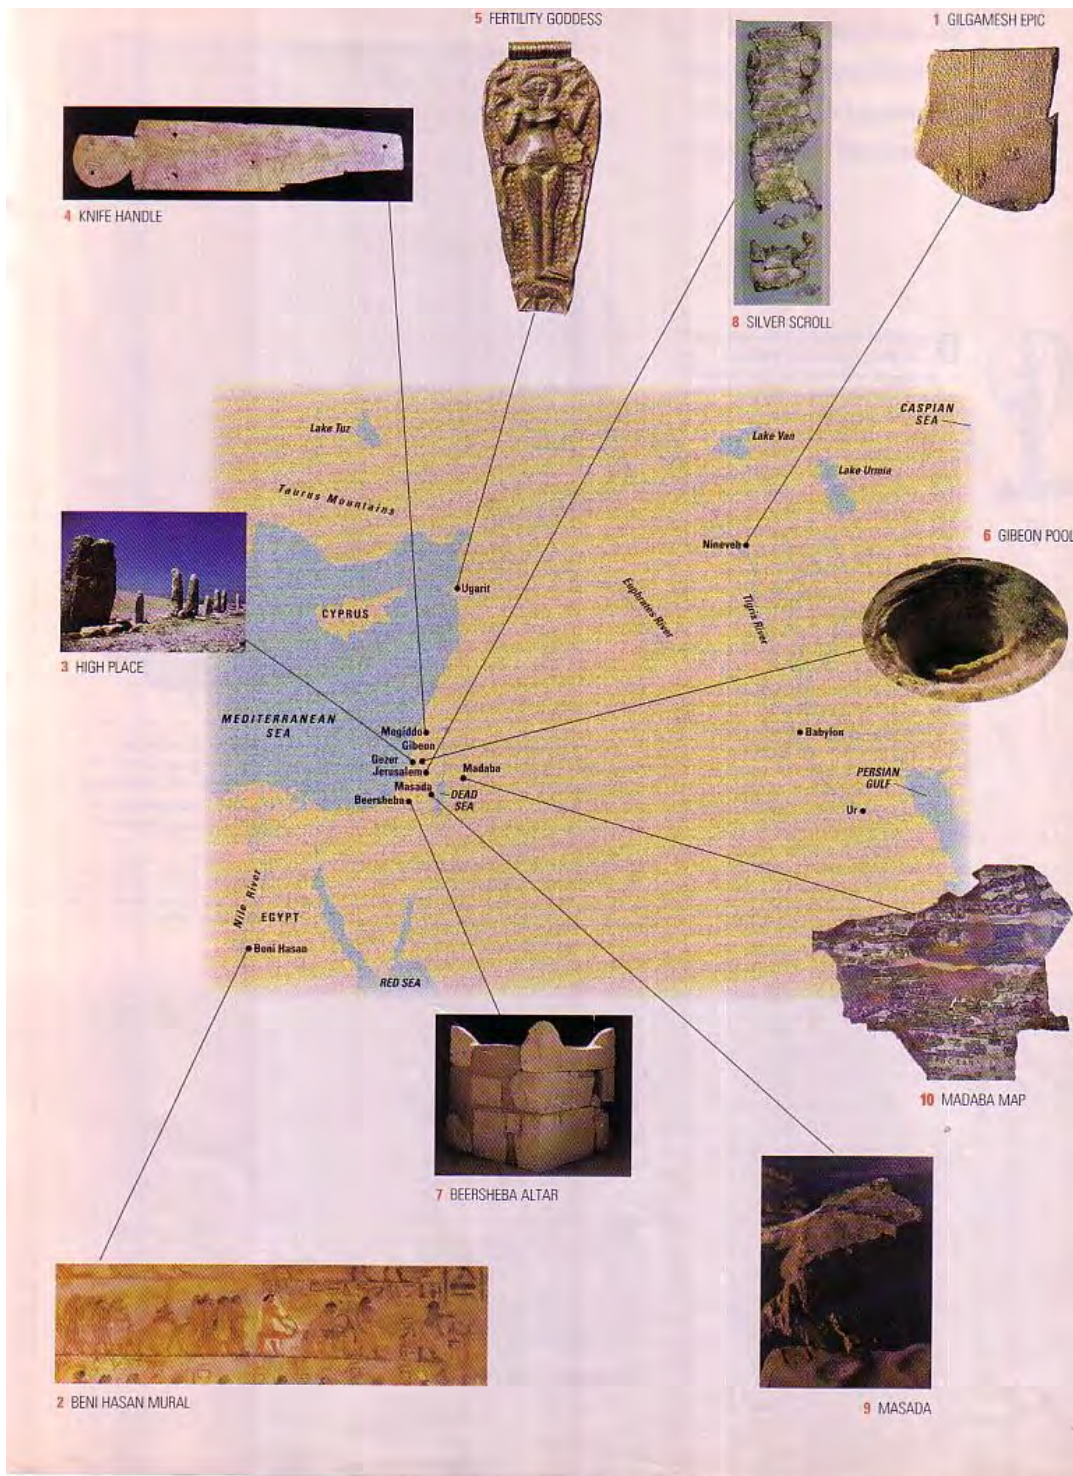 5 FERTILITY GODDESS
1 GILGAMESH EPIC
4 KNIFE HANDLE
8 SILVER SCROLL
CASPIAN
SEA
Lake Tuz
Lake Van
Lake Urmia
Taurus Mountains
Nineveh
6 GIBEON POOL
Ugarit
Euphrates River
Tigris River
CYPRUS
3 HIGH PLACE
MEDITERRANEAN
SEA
Megiddo
Gibeon
Gezer
Jerusalem
Madaba
Masada
DEAD
SEA
Beersheba
Babylon
PERSIAN
GULF
Ur
Nile River
EGYPT
Beni Hasan
RED SEA
10 MADABA MAP
7 BEERSHEBA ALTAR
2 BENI HASAN MURAL
9 MASADA